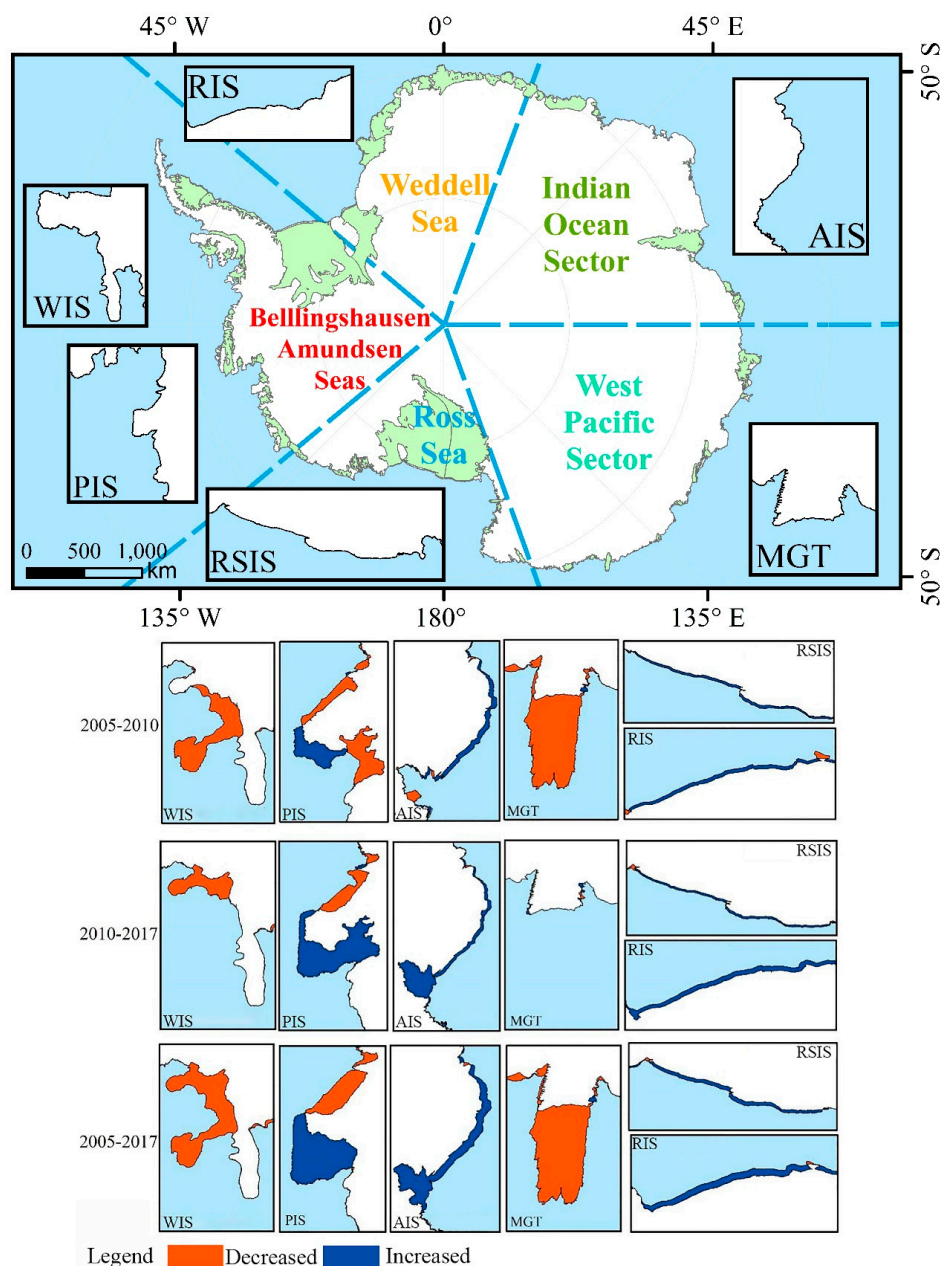 45° W 0° 45° E
50° S
RIS
AIS
Weddell
Sea
Indian
Ocean
Sector
WIS
Belllingshausen
Amundsen
Seas
West
Pacific
Sector
Ross
Sea
PIS
RSIS
MGT
0 500 1,000
km
50° S
135° W 180° 135° E
2005-2010
WIS
PIS
AIS
MGT
RSIS
RIS
2010-2017
WIS
PIS
AIS
MGT
RSIS
RIS
2005-2017
WIS
PIS
AIS
MGT
RSIS
RIS
Legend Decreased Increased